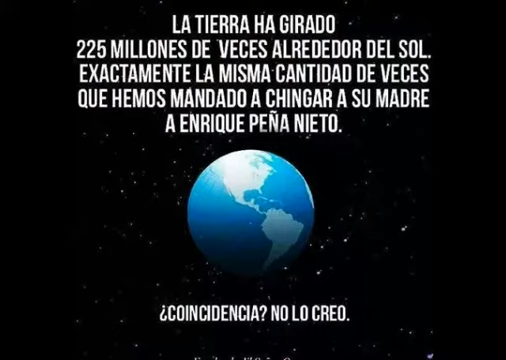 LA TIERRA HA GIRADO
225 MILLONES DE VECES ALREDEDOR DEL SOL.
EXACTAMENTE LA MISMA CANTIDAD DE VECES
QUE HEMOS MANDADO A CHINGAR A SU MADRE
A ENRIQUE PEÑA NIETO.
¿COINCIDENCIA? NO LO CREO.